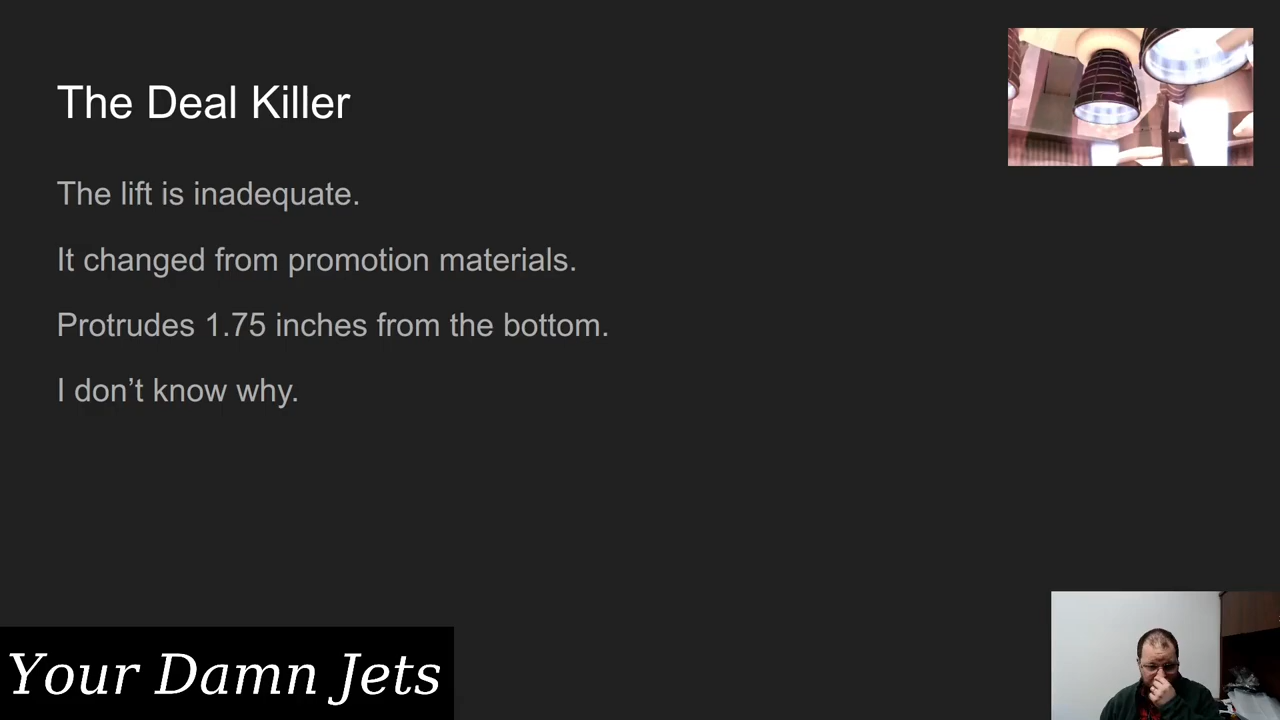 The Deal Killer
The lift is inadequate.
It changed from promotion materials.
Protrudes 1.75 inches from the bottom.
I don’t know why.
Your Damn Jets